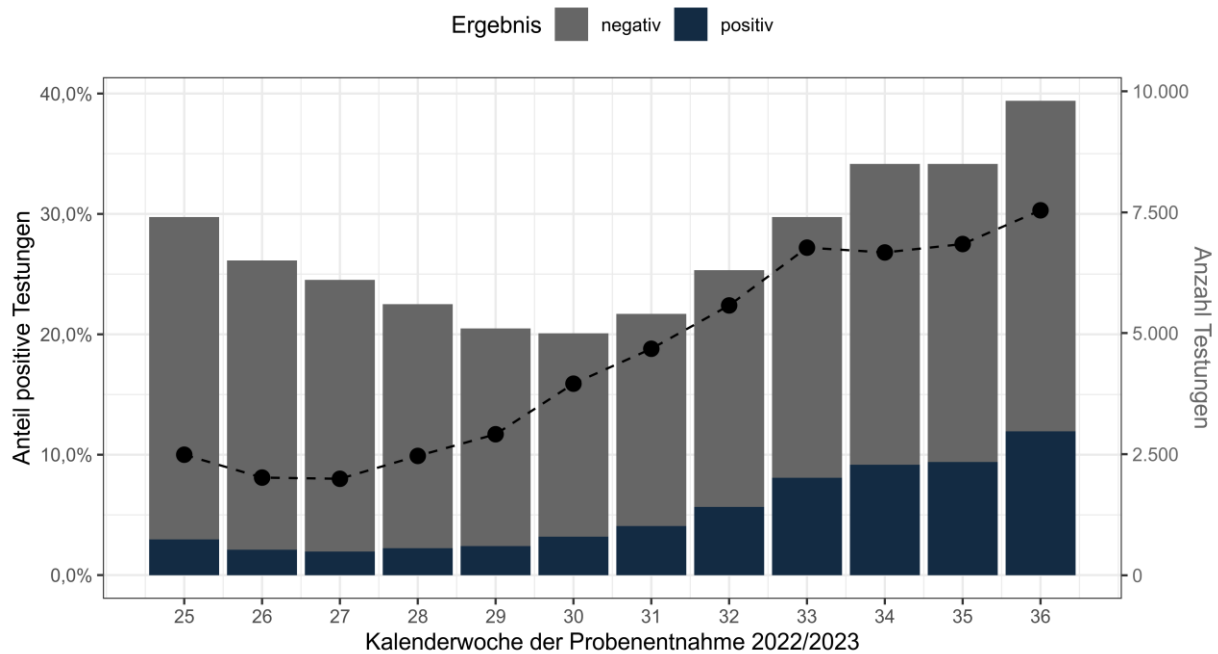 Ergebnis negativ positiv
Anteil positive Testungen
40,0%
30,0%
20,0%
10,0%
0,0%
10.000
7.500
5.000
2.500
0
Anzahl Testungen
25 26 27 28 29 30 31 32 33 34 35 36
Kalenderwoche der Probenentnahme 2022/2023